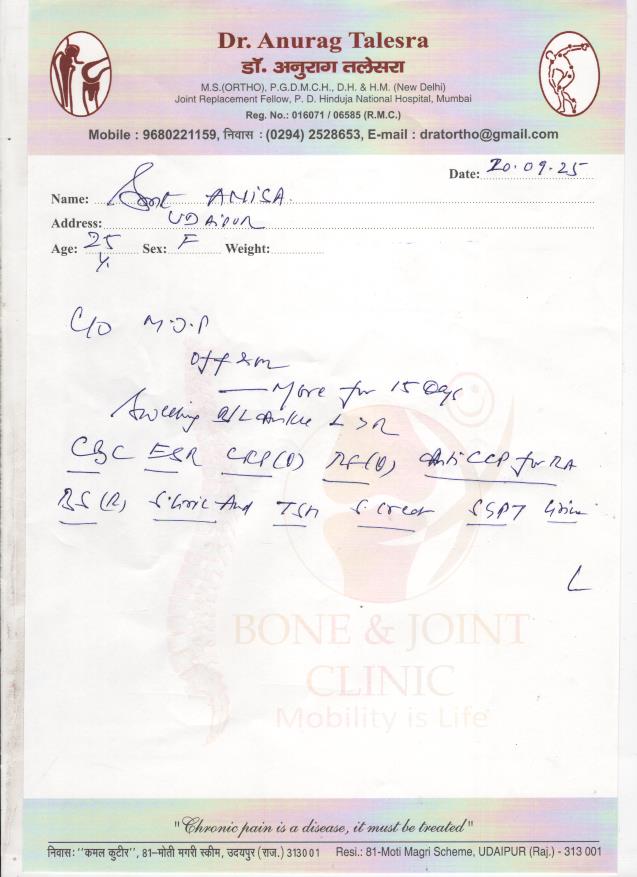 Dr. Anurag Talesra
डॉ. अनुराग तलेसरा
M.S.(ORTHO), P.G.D.M.C.H., D.H. & H.M. (New Delhi)
Joint Replacement Fellow, P. D. Hinduja National Hospital, Mumbai
Reg. No.: 016071 / 06585 (R.M.C.)
Mobile : 9680221159, निवास : (0294) 2528653, E-mail : dratortho@gmail.com
Date: 20.09.25
Name: ANISA
Address: UDAIPUR
Age: 25 Y. Sex: F Weight:
C/O M.J.P
off & on
— More for 15 Days
Swelling B/L Ankle L > R
CBC ESR CRP(Q) RF(Q) Anti CCP for RA
BS(R) S. Uric Acid TSH S. Creat SGPT Urine
L
BONE & JOINT
CLINIC
Mobility is Life
"Chronic pain is a disease, it must be treated"
निवास: "कमल कुटीर", 81–मोती मगरी स्कीम, उदयपुर (राज.) 313001 Resi.: 81-Moti Magri Scheme, UDAIPUR (Raj.) - 313 001